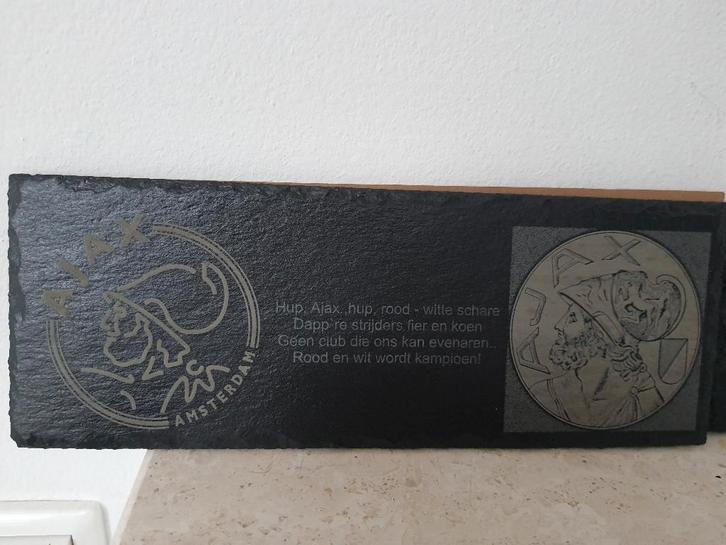 AJAX
AMSTERDAM
Hup, Ajax, hup, rood - witte schare
Dapp're strijders fier en koen
Geen club die ons kan evenaren..
Rood en wit wordt kampioen!
AJAX